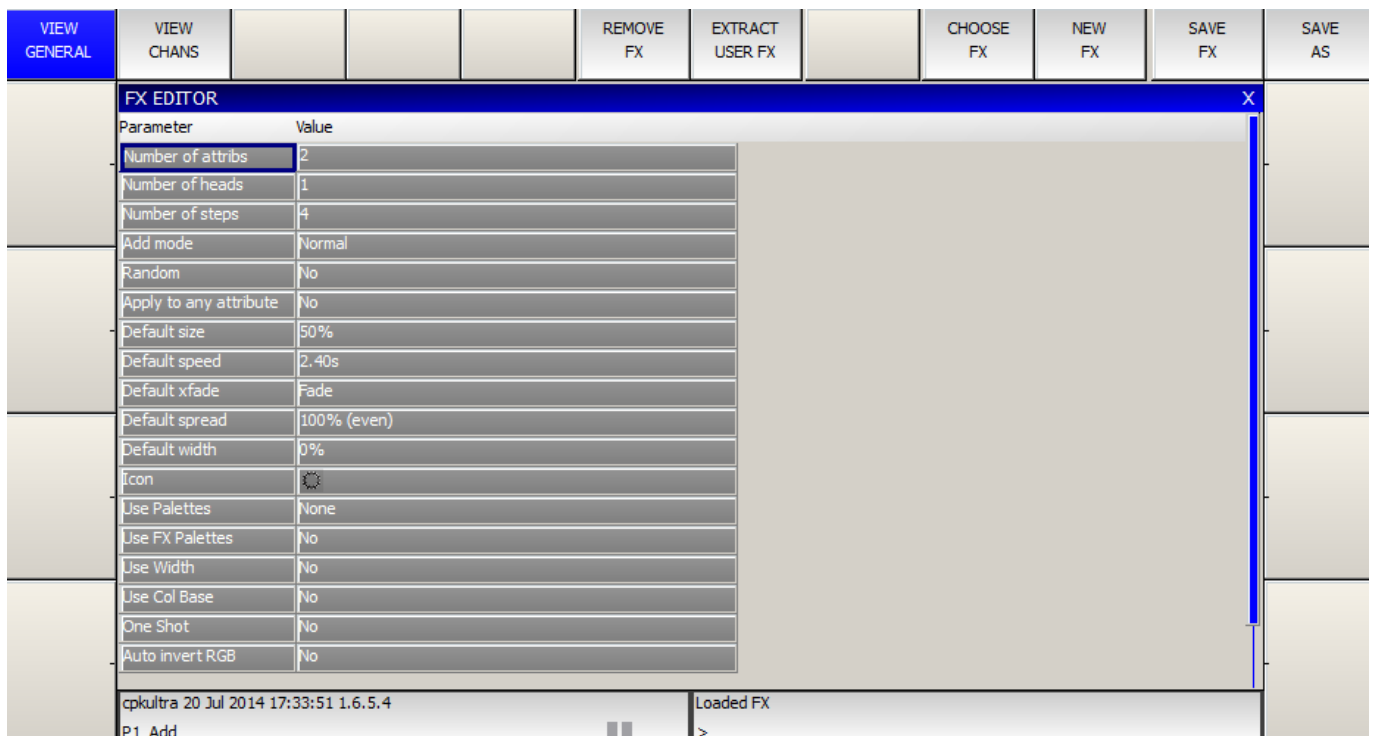 VIEW GENERAL
VIEW CHANS
REMOVE FX
EXTRACT USER FX
CHOOSE FX
NEW FX
SAVE FX
SAVE AS
FX EDITOR X
Parameter Value
Number of attribs 2
Number of heads 1
Number of steps 4
Add mode Normal
Random No
Apply to any attribute No
Default size 50%
Default speed 2.40s
Default xfade Fade
Default spread 100% (even)
Default width 0%
Icon
Use Palettes None
Use FX Palettes No
Use Width No
Use Col Base No
One Shot No
Auto invert RGB No
cpkultra 20 Jul 2014 17:33:51 1.6.5.4
Loaded FX
P1 Add
>